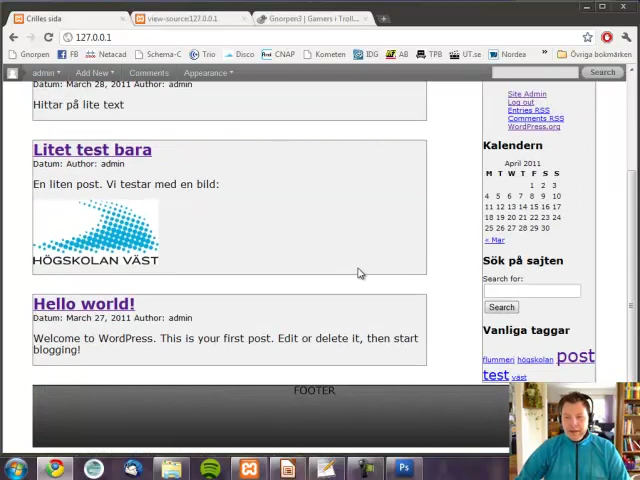 Crilles sida
view-source:127.0.0.1
Gnorpen3 | Gamers i Troll...
127.0.0.1
Gnorpen
FB
Netacad
Schema-C
Trio
Disco
CNAP
Kometen
IDG
AF
TPB
UT.se
Nordea
»
Övriga bokmärken
admin
Add New
Comments
Appearance
Search
Datum: March 28, 2011 Author: admin
Hittar på lite text
Litet test bara
Datum: Author: admin
En liten post. Vi testar med en bild:
HÖGSKOLAN VÄST
Hello world!
Datum: March 27, 2011 Author: admin
Welcome to WordPress. This is your first post. Edit or delete it, then start
blogging!
Site Admin
Log out
Entries RSS
Comments RSS
WordPress.org
Kalendern
April 2011
M T W T F S S
1 2 3
4 5 6 7 8 9 10
11 12 13 14 15 16 17
18 19 20 21 22 23 24
25 26 27 28 29 30
« Mar
Sök på sajten
Search for:
Search
Vanliga taggar
flummeri högskolan post
test väst
FOOTER